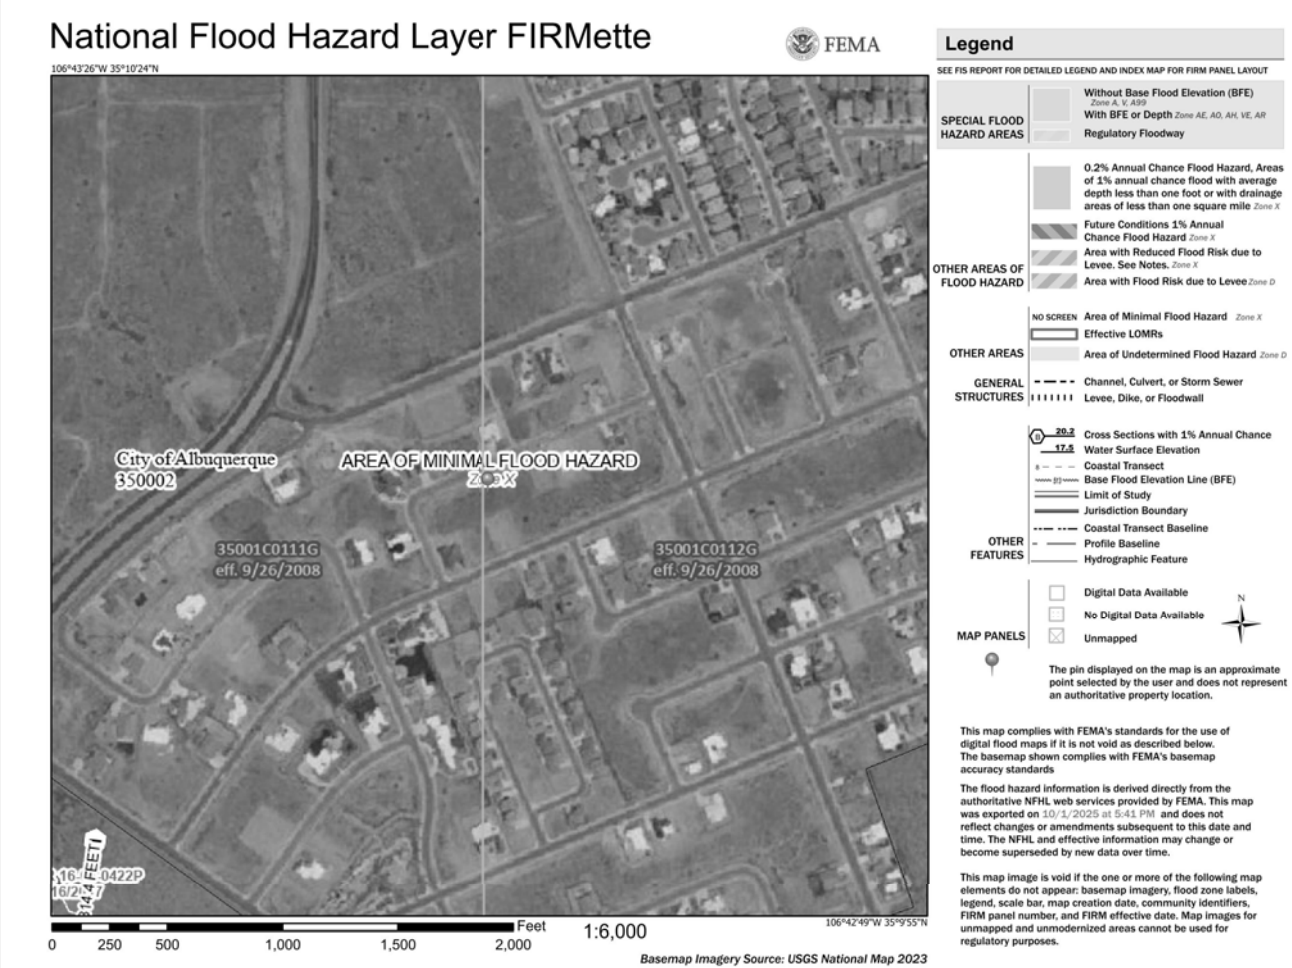 National Flood Hazard Layer FIRMette
FEMA
106°43'26"W 35°10'24"N
City of Albuquerque
350002
AREA OF MINIMAL FLOOD HAZARD
Zone X
35001C0111G
eff. 9/26/2008
35001C0112G
eff. 9/26/2008
FEET
0422P
106°42'49"W 35°9'55"N
Feet
1:6,000
0 250 500 1,000 1,500 2,000
Basemap Imagery Source: USGS National Map 2023
Legend
SEE FIS REPORT FOR DETAILED LEGEND AND INDEX MAP FOR FIRM PANEL LAYOUT
SPECIAL FLOOD
HAZARD AREAS
Without Base Flood Elevation (BFE)
Zone A, V, A99
With BFE or Depth Zone AE, AO, AH, VE, AR
Regulatory Floodway
OTHER AREAS OF
FLOOD HAZARD
0.2% Annual Chance Flood Hazard, Areas
of 1% annual chance flood with average
depth less than one foot or with drainage
areas of less than one square mile Zone X
Future Conditions 1% Annual
Chance Flood Hazard Zone X
Area with Reduced Flood Risk due to
Levee. See Notes. Zone X
Area with Flood Risk due to Levee Zone D
OTHER AREAS
NO SCREEN Area of Minimal Flood Hazard Zone X
Effective LOMRs
Area of Undetermined Flood Hazard Zone D
GENERAL
STRUCTURES
Channel, Culvert, or Storm Sewer
Levee, Dike, or Floodwall
OTHER
FEATURES
B 20.2 Cross Sections with 1% Annual Chance
17.5 Water Surface Elevation
8 Coastal Transect
513 Base Flood Elevation Line (BFE)
Limit of Study
Jurisdiction Boundary
Coastal Transect Baseline
Profile Baseline
Hydrographic Feature
MAP PANELS
Digital Data Available
No Digital Data Available
Unmapped
N
The pin displayed on the map is an approximate
point selected by the user and does not represent
an authoritative property location.
This map complies with FEMA's standards for the use of
digital flood maps if it is not void as described below.
The basemap shown complies with FEMA's basemap
accuracy standards
The flood hazard information is derived directly from the
authoritative NFHL web services provided by FEMA. This map
was exported on 10/1/2025 at 5:41 PM and does not
reflect changes or amendments subsequent to this date and
time. The NFHL and effective information may change or
become superseded by new data over time.
This map image is void if the one or more of the following map
elements do not appear: basemap imagery, flood zone labels,
legend, scale bar, map creation date, community identifiers,
FIRM panel number, and FIRM effective date. Map images for
unmapped and unmodernized areas cannot be used for
regulatory purposes.